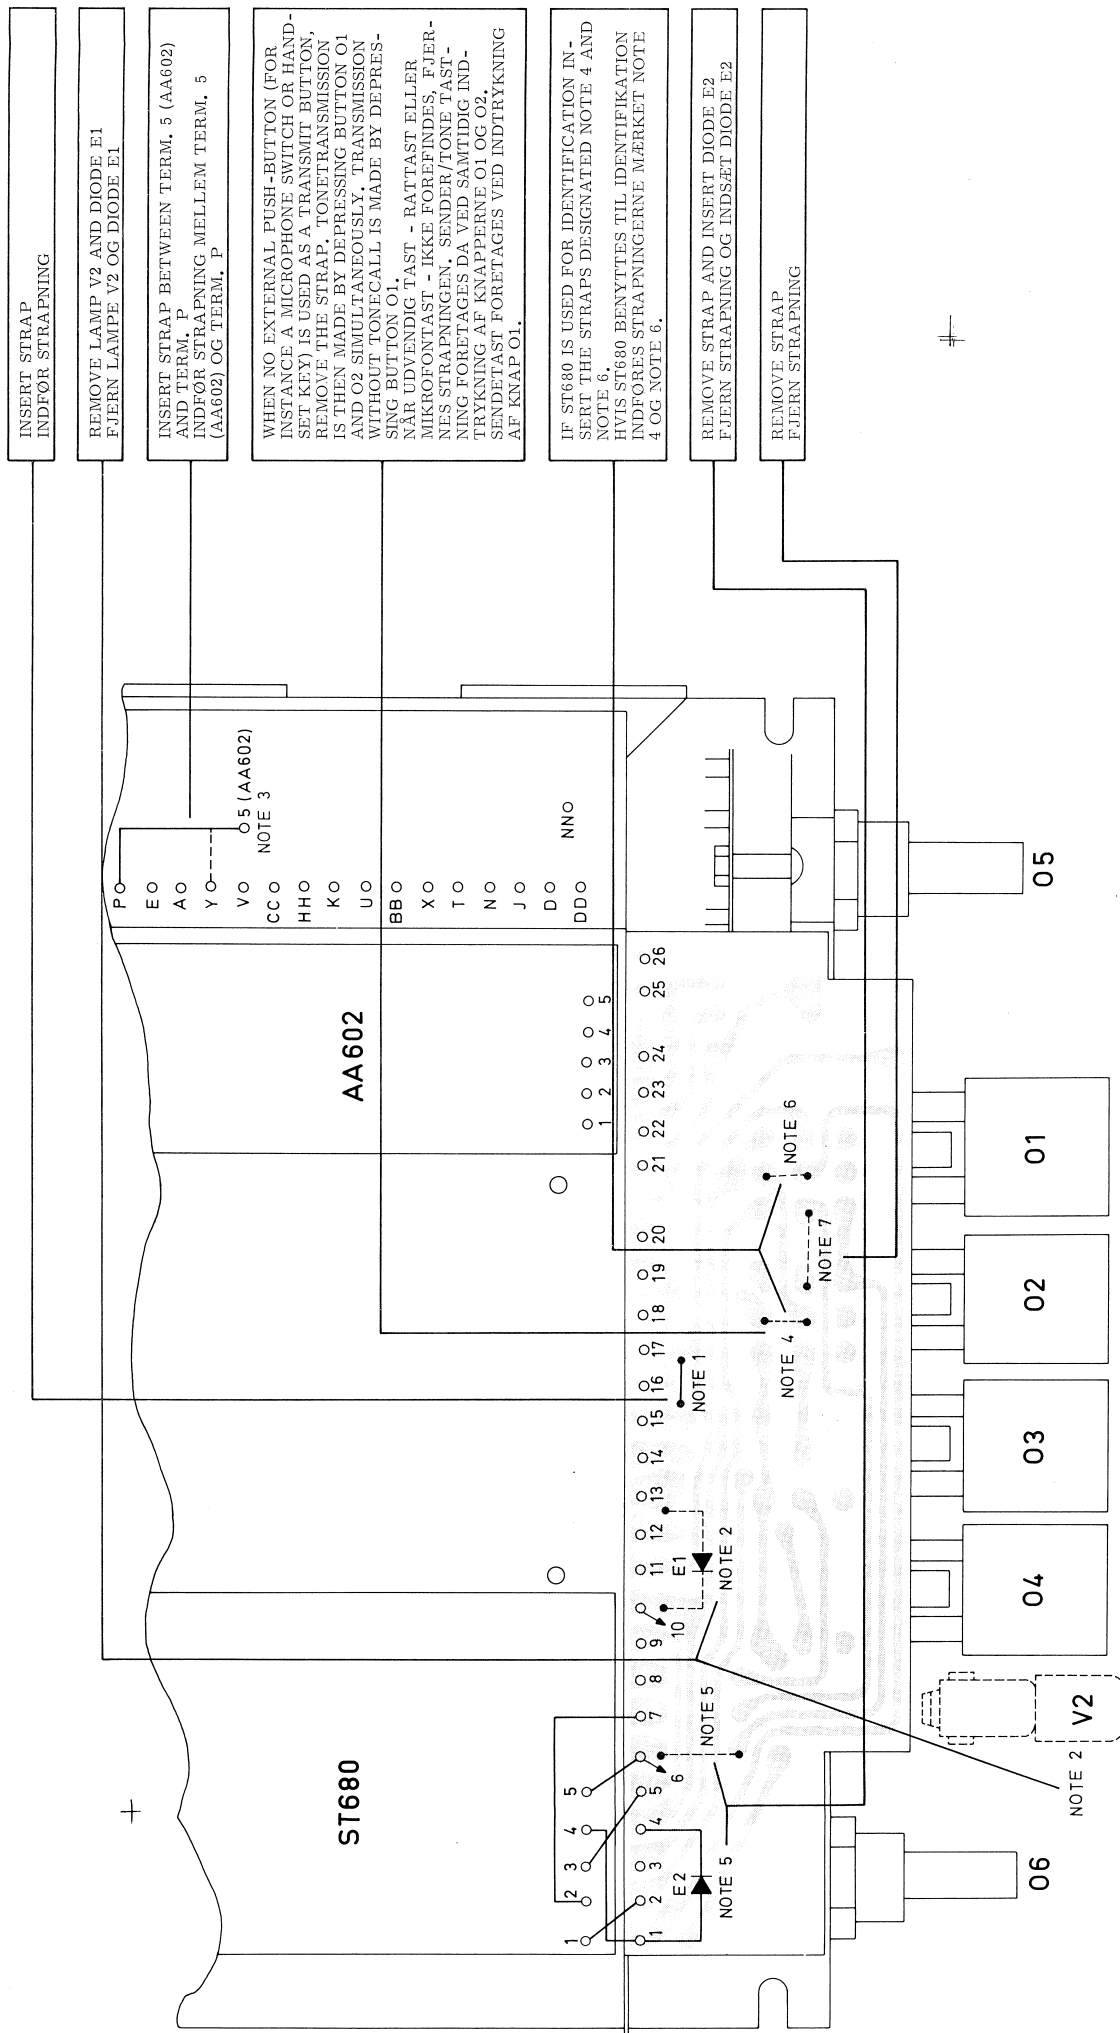 INSERT STRAP
INDFØR STRAPNING
REMOVE LAMP V2 AND DIODE E1
FJERN LAMPE V2 OG DIODE E1
INSERT STRAP BETWEEN TERM. 5 (AA602)
AND TERM. P
INDFØR STRAPNING MELLEM TERM. 5
(AA602) OG TERM. P
WHEN NO EXTERNAL PUSH-BUTTON (FOR
INSTANCE A MICROPHONE SWITCH OR HAND-
SET KEY) IS USED AS A TRANSMIT BUTTON,
REMOVE THE STRAP. TONETRANSMISSION
IS THEN MADE BY DEPRESSING BUTTON O1
AND O2 SIMULTANEOUSLY. TRANSMISSION
WITHOUT TONECALL IS MADE BY DEPRES-
SING BUTTON O1.
NÅR UDVENDIG TAST - RATTAST ELLER
MIKROFONTAST - IKKE FOREFINDES, FJER-
NES STRAPNINGEN. SENDER/TONE TAST-
NING FORETAGES DA VED SAMTIDIG IND-
TRYKNING AF KNAPPERNE O1 OG O2.
SENDETAST FORETAGES VED INDTRYKNING
AF KNAP O1.
IF ST680 IS USED FOR IDENTIFICATION IN-
SERT THE STRAPS DESIGNATED NOTE 4 AND
NOTE 6.
HVIS ST680 BENYTTES TIL IDENTIFIKATION
INDFØRES STRAPNINGERNE MÆRKET NOTE
4 OG NOTE 6.
REMOVE STRAP AND INSERT DIODE E2
FJERN STRAPNING OG INDSÆT DIODE E2
REMOVE STRAP
FJERN STRAPNING
P
E
A
Y
V
CC
HH
K
U
BB
X
T
N
J
D
DD
NN
5 (AA602)
NOTE 3
ST680
AA602
1 2 3 4 5
1 2 3 4 5
1 2 3 4 5 6 7 8 9 10 11 12 13 14 15 16 17 18 19 20 21 22 23 24 25 26
E2
NOTE 5
NOTE 5
E1
NOTE 2
NOTE 1
NOTE 4
NOTE 7
NOTE 6
NOTE 2
V2
O6
O4
O3
O2
O1
O5